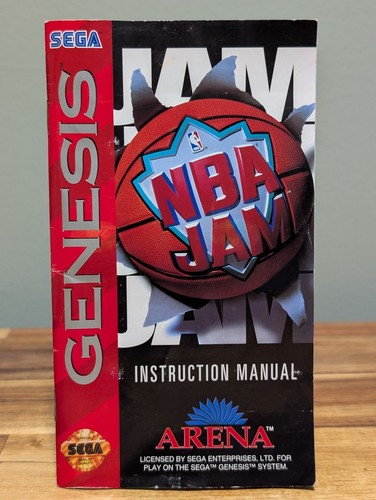 SEGA
GENESIS
JAM
NBA
JAM
JAM
INSTRUCTION MANUAL
ARENA™
LICENSED BY SEGA ENTERPRISES, LTD. FOR
PLAY ON THE SEGA™ GENESIS™ SYSTEM.
SEGA